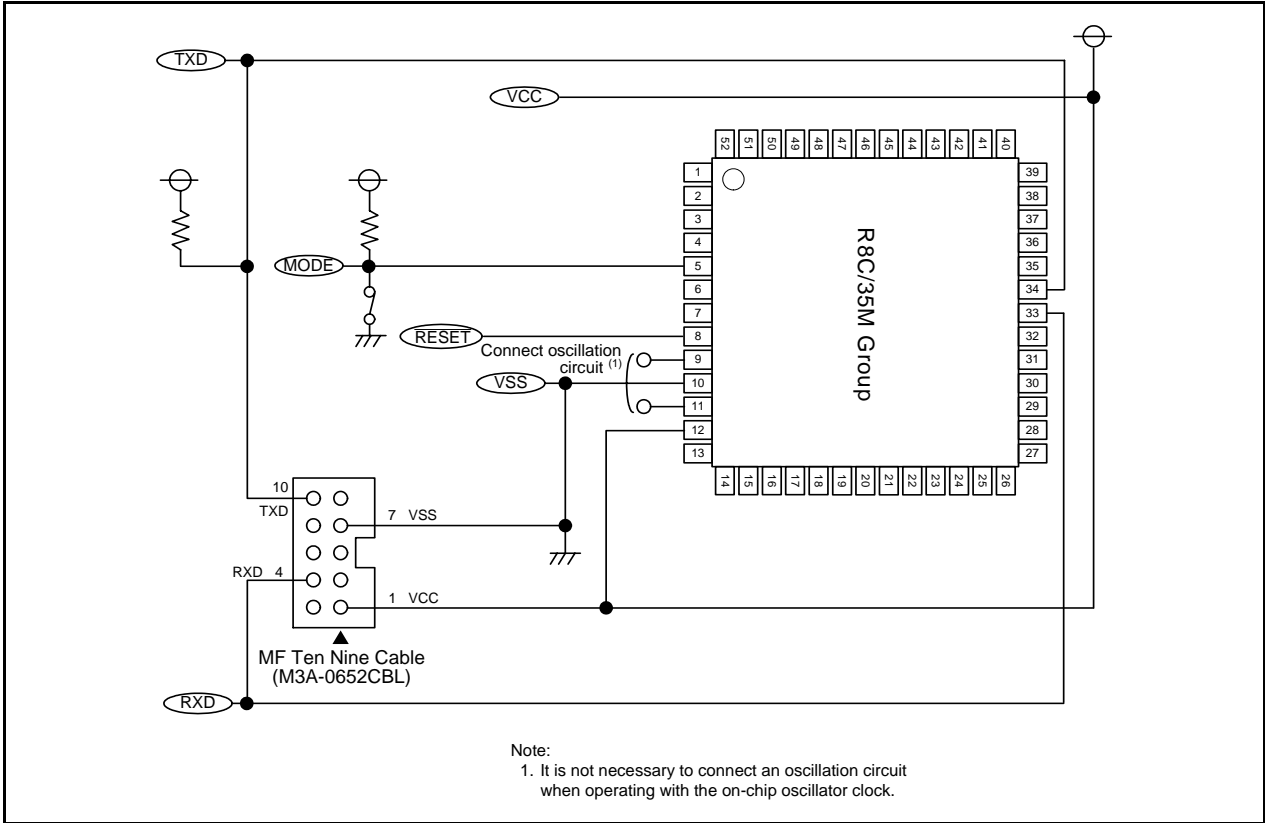 TXD
VCC
52 51 50 49 48 47 46 45 44 43 42 41 40
1
2
3
4
5
6
7
8
9
10
11
12
13
39
38
37
36
35
34
33
32
31
30
29
28
27
14 15 16 17 18 19 20 21 22 23 24 25 26
R8C/35M Group
MODE
RESET
Connect oscillation
circuit (1)
VSS
10
TXD
7 VSS
RXD 4
1 VCC
MF Ten Nine Cable
(M3A-0652CBL)
RXD
Note:
1. It is not necessary to connect an oscillation circuit
when operating with the on-chip oscillator clock.